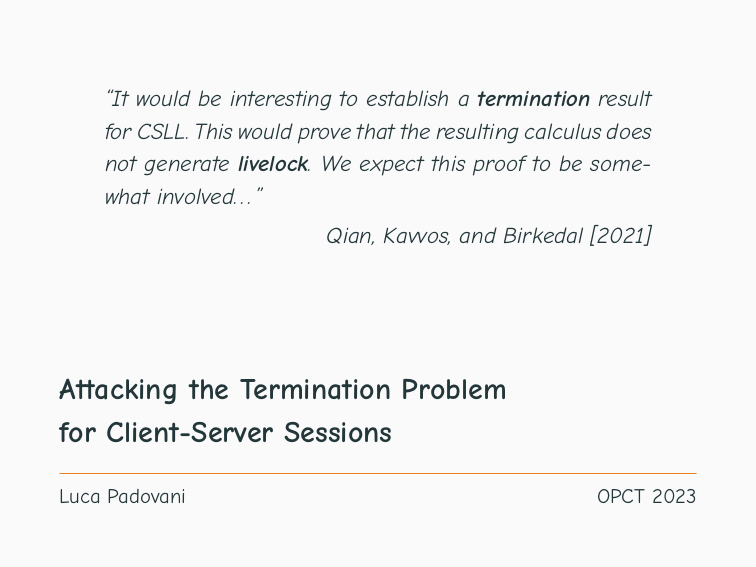 “It would be interesting to establish a termination result
for CSLL. This would prove that the resulting calculus does
not generate livelock. We expect this proof to be some-
what involved…”
Qian, Kavvos, and Birkedal [2021]
Attacking the Termination Problem
for Client-Server Sessions
Luca Padovani
OPCT 2023